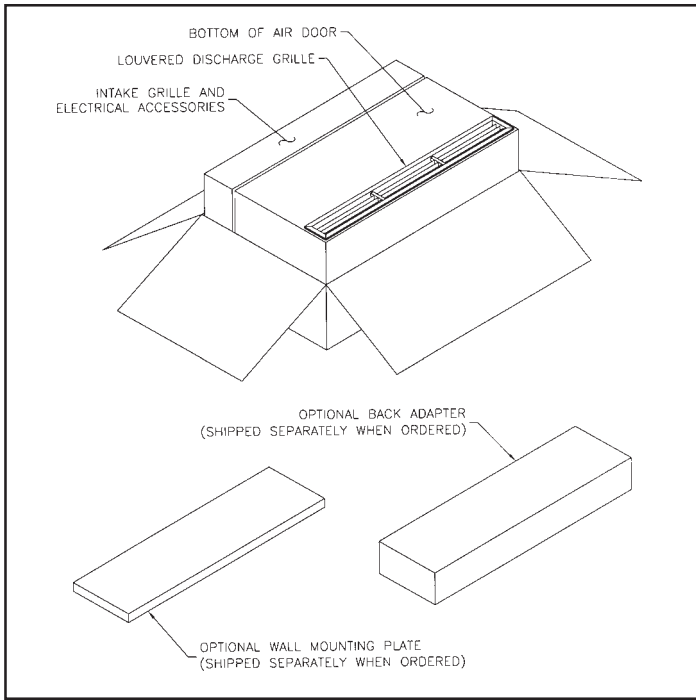 BOTTOM OF AIR DOOR
LOUVERED DISCHARGE GRILLE
INTAKE GRILLE AND
ELECTRICAL ACCESSORIES
OPTIONAL BACK ADAPTER
(SHIPPED SEPARATELY WHEN ORDERED)
OPTIONAL WALL MOUNTING PLATE
(SHIPPED SEPARATELY WHEN ORDERED)